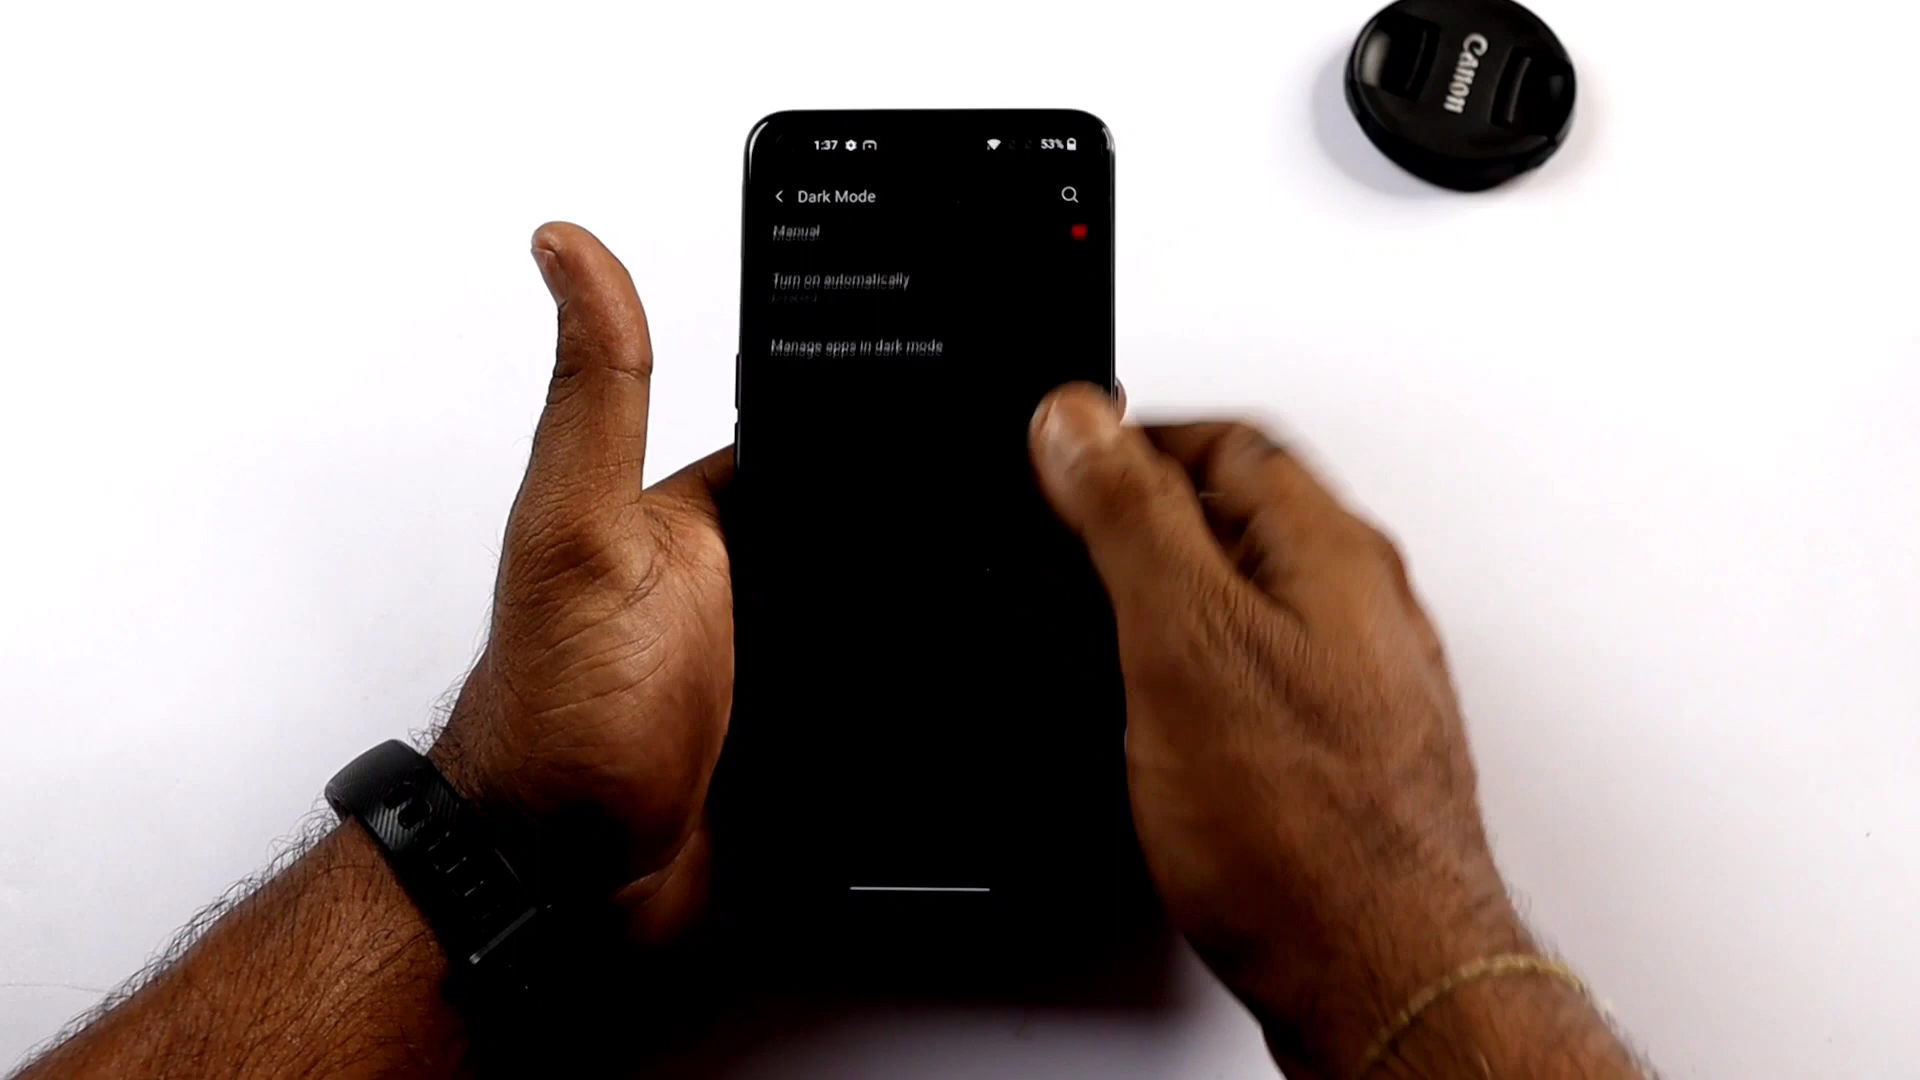 Canon
1:37 53%
Dark Mode
Manual
Turn on automatically
Manage apps in dark mode